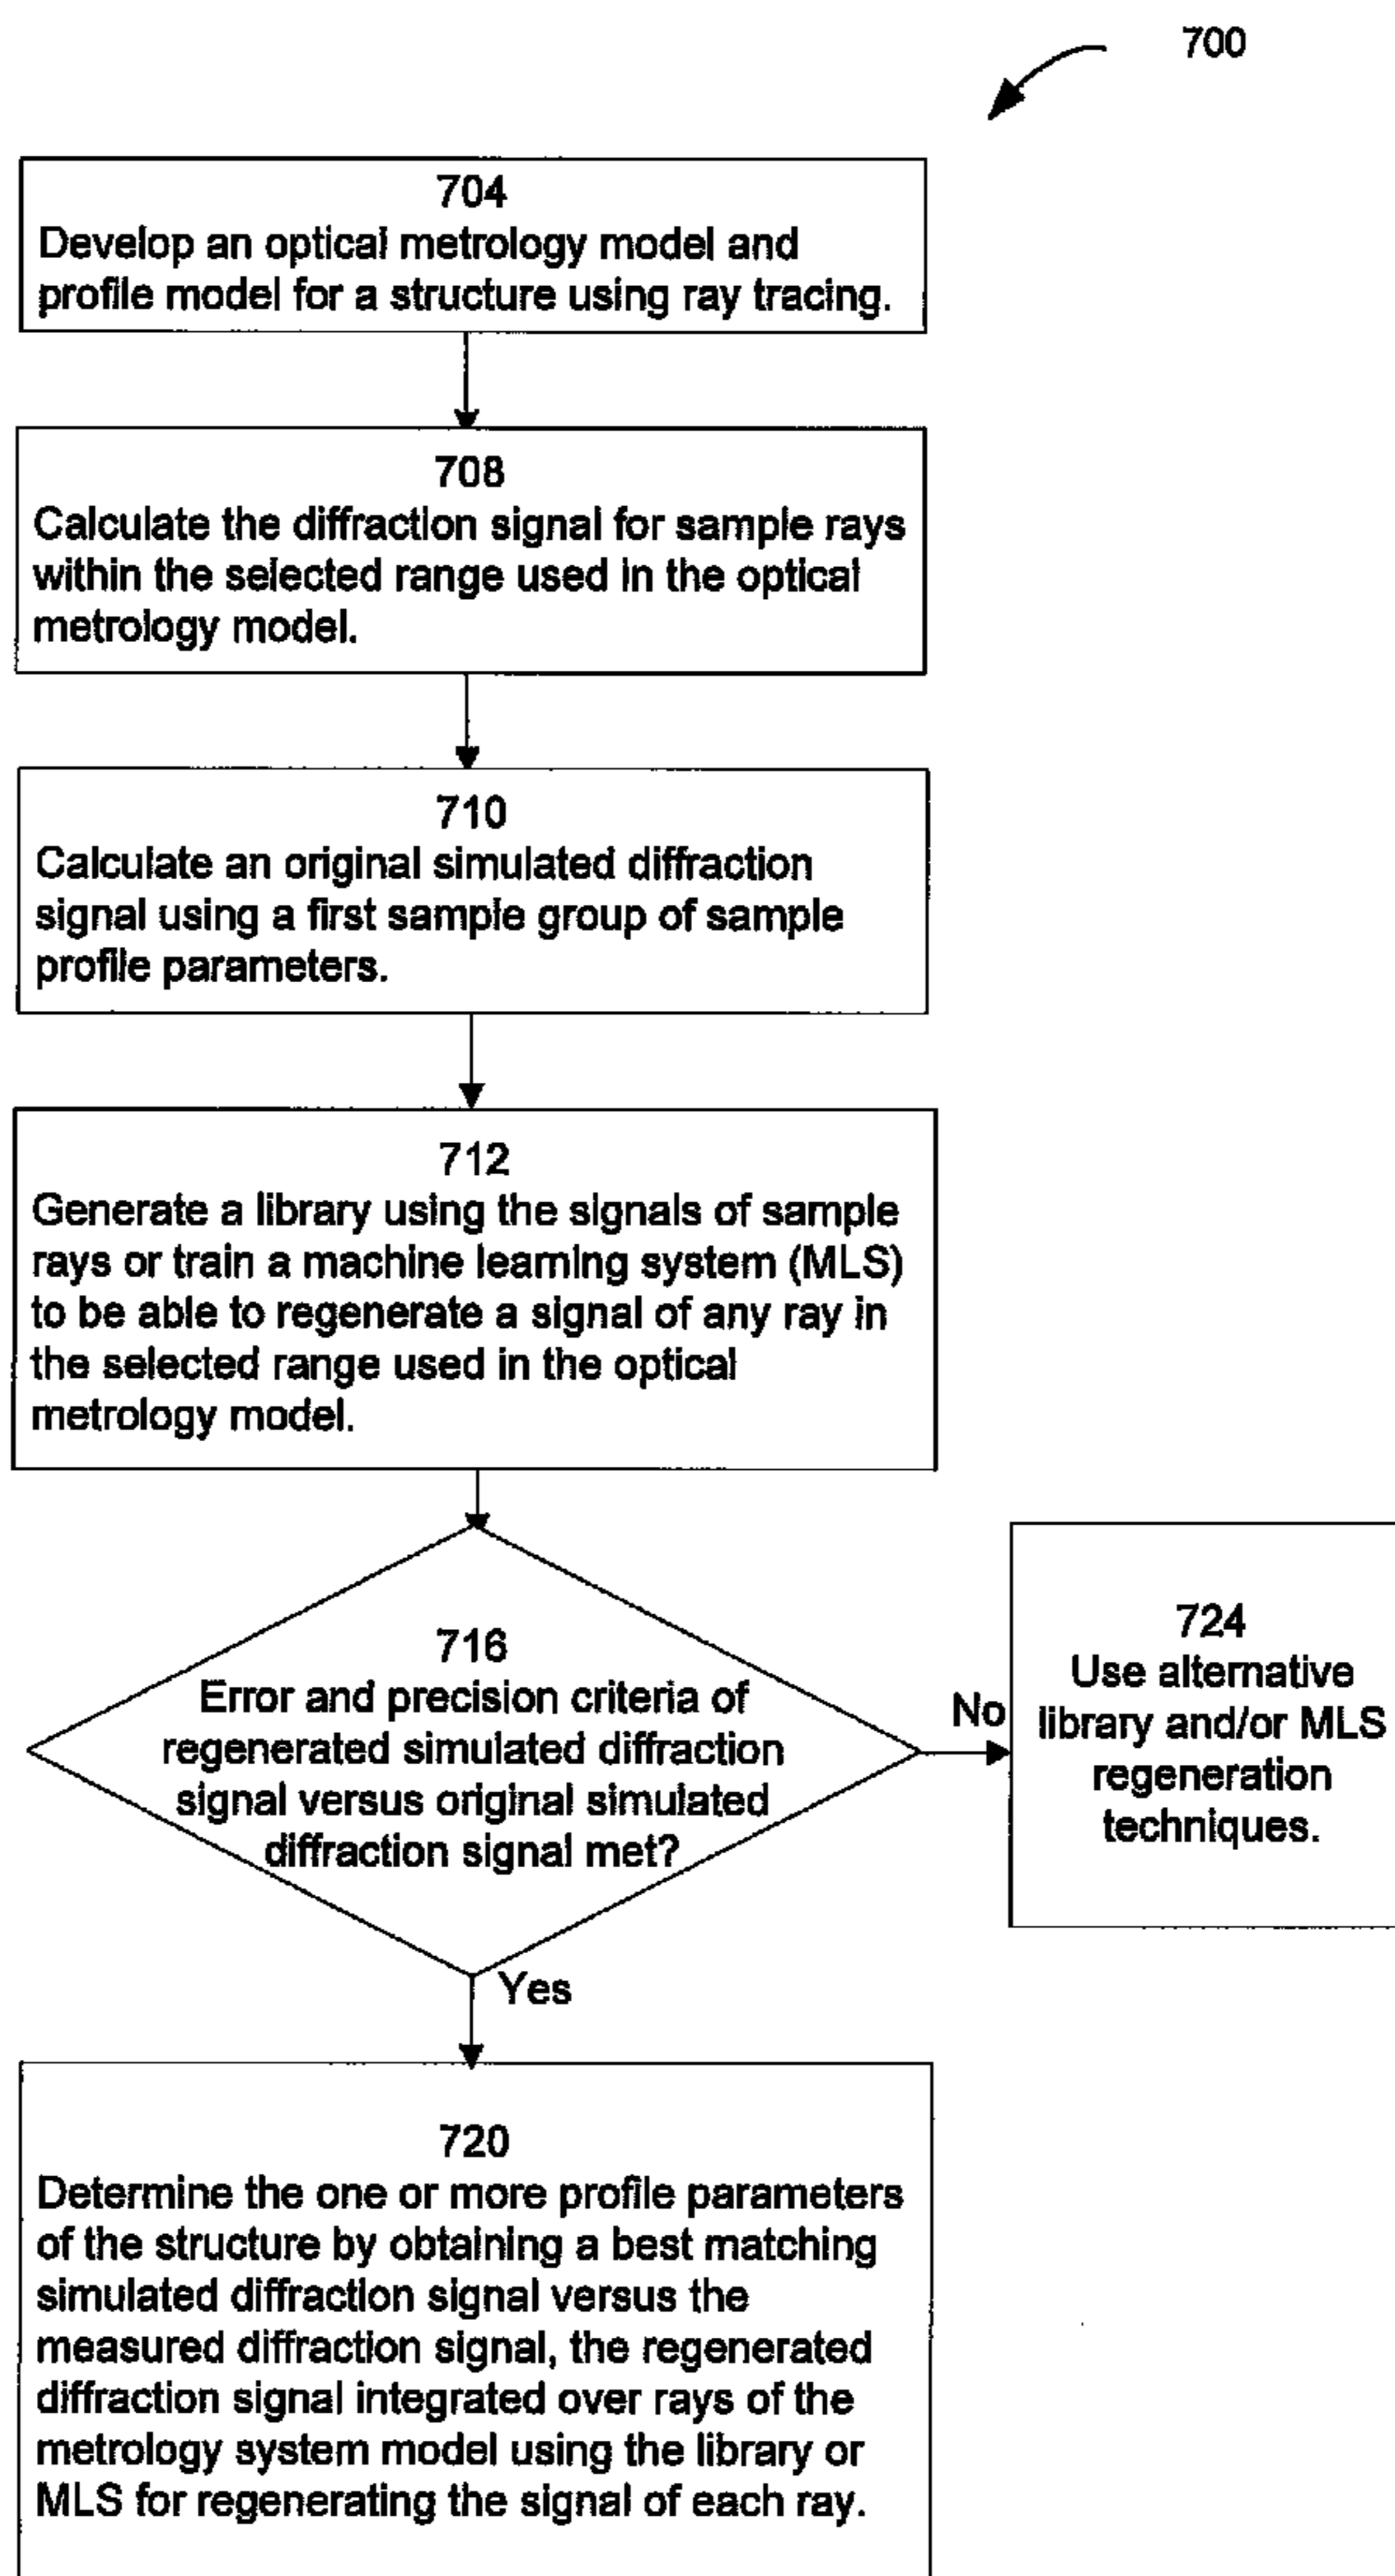 700
704
Develop an optical metrology model and
profile model for a structure using ray tracing.
708
Calculate the diffraction signal for sample rays
within the selected range used in the optical
metrology model.
710
Calculate an original simulated diffraction
signal using a first sample group of sample
profile parameters.
712
Generate a library using the signals of sample
rays or train a machine learning system (MLS)
to be able to regenerate a signal of any ray in
the selected range used in the optical
metrology model.
716
Error and precision criteria of
regenerated simulated diffraction
signal versus original simulated
diffraction signal met?
No
724
Use alternative
library and/or MLS
regeneration
techniques.
Yes
720
Determine the one or more profile parameters
of the structure by obtaining a best matching
simulated diffraction signal versus the
measured diffraction signal, the regenerated
diffraction signal integrated over rays of the
metrology system model using the library or
MLS for regenerating the signal of each ray.